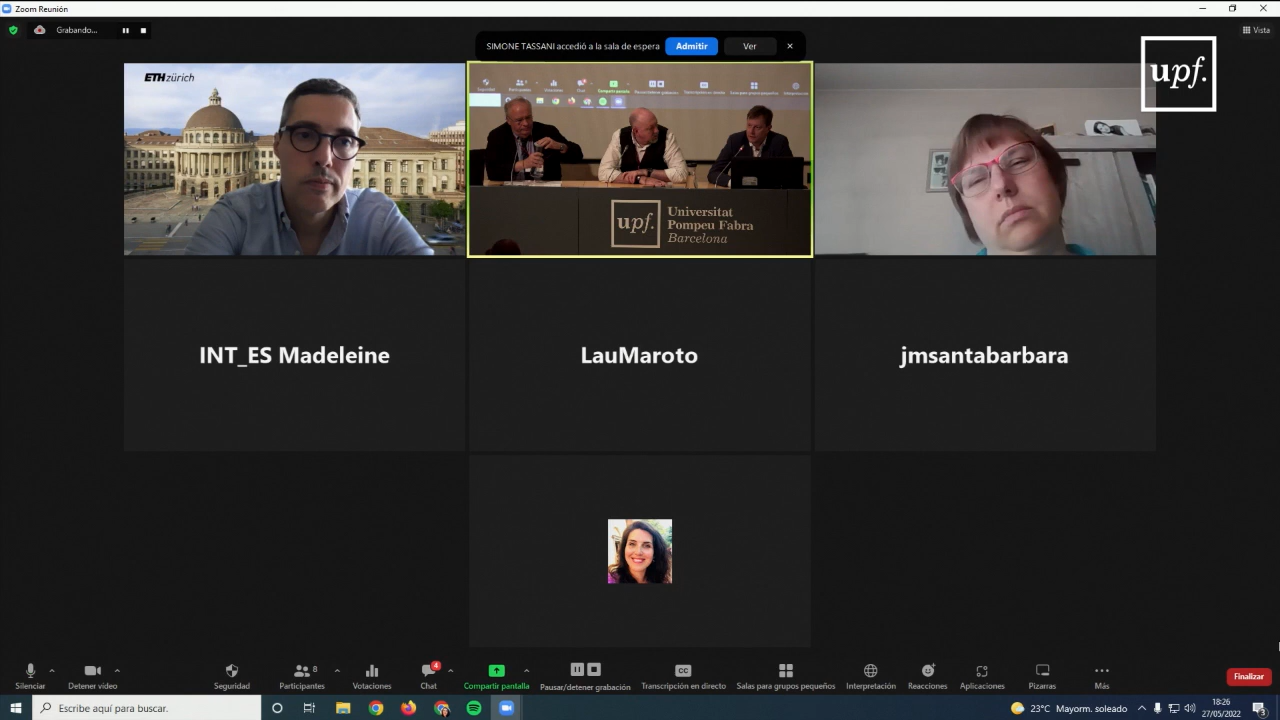 Zoom Reunión
Grabando...
SIMONE TASSANI accedió a la sala de espera
Admitir
Ver
Vista
ETH zürich
upf.
upf.
Universitat
Pompeu Fabra
Barcelona
INT_ES Madeleine
LauMaroto
jmsantabarbara
Silenciar
Detener video
Seguridad
8
Participantes
Votaciones
4
Chat
Compartir pantalla
Pausar/detener grabación
CC
Transcripción en directo
Salas para grupos pequeños
Interpretación
Reacciones
Aplicaciones
Pizarras
Más
Finalizar
Escribe aquí para buscar.
23°C Mayorm. soleado
18:26
27/05/2022
3